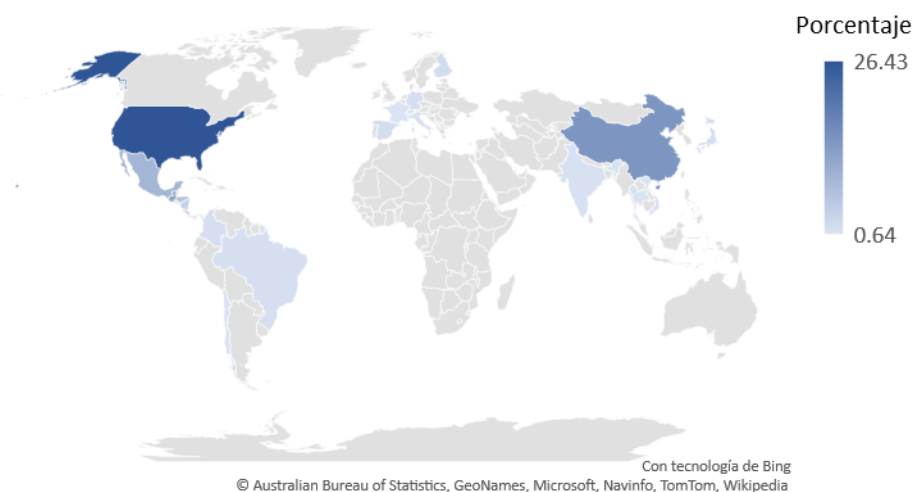 Porcentaje
26.43
0.64
Con tecnología de Bing
© Australian Bureau of Statistics, GeoNames, Microsoft, Navinfo, TomTom, Wikipedia